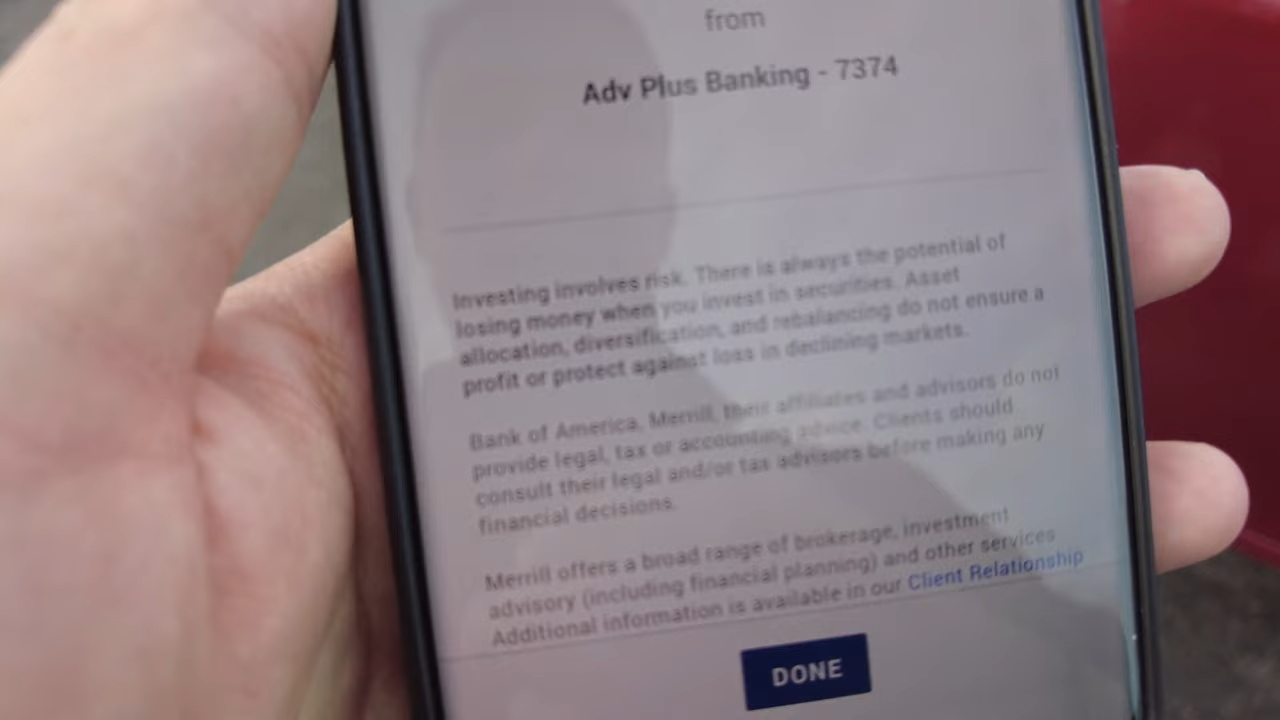 from
Adv Plus Banking - 7374
Investing involves risk. There is always the potential of
losing money when you invest in securities. Asset
allocation, diversification, and rebalancing do not ensure a
profit or protect against loss in declining markets.
Bank of America, Merrill, their affiliates and advisors do not
provide legal, tax or accounting advice. Clients should
consult their legal and/or tax advisors before making any
financial decisions.
Merrill offers a broad range of brokerage, investment
advisory (including financial planning) and other services
Additional information is available in our Client Relationship
DONE